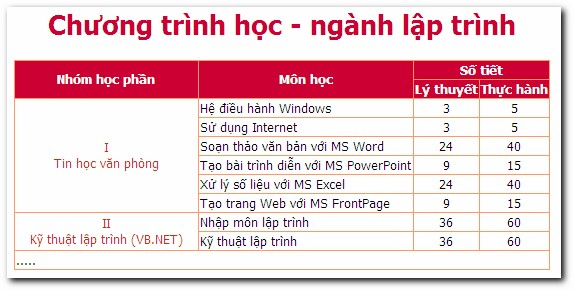 Chương trình học - ngành lập trình
Nhóm học phần Môn học Số tiết
Lý thuyết Thực hành
I
Tin học văn phòng
Hệ điều hành Windows 3 5
Sử dụng Internet 3 5
Soạn thảo văn bản với MS Word 24 40
Tạo bài trình diễn với MS PowerPoint 9 15
Xử lý số liệu với MS Excel 24 40
Tạo trang Web với MS FrontPage 9 15
II
Kỹ thuật lập trình (VB.NET)
Nhập môn lập trình 36 60
Kỹ thuật lập trình 36 60
.....